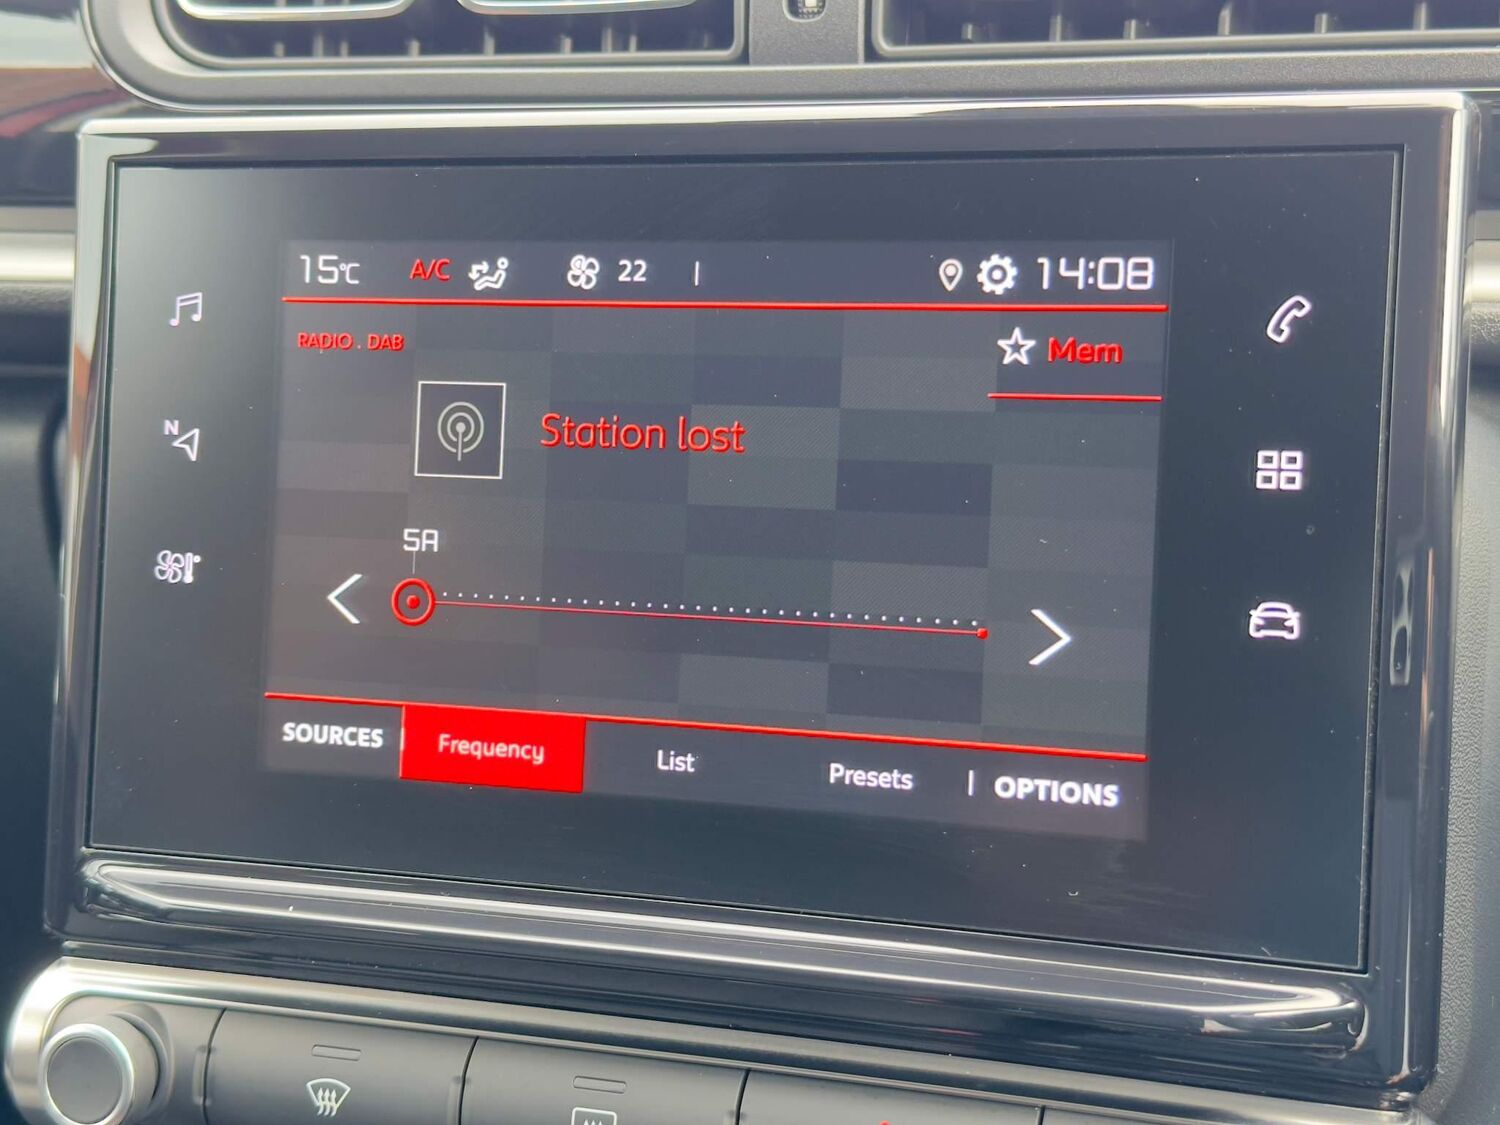 15°C A/C 22 14:08
RADIO . DAB
Mem
Station lost
5A
N
SOURCES Frequency List Presets OPTIONS